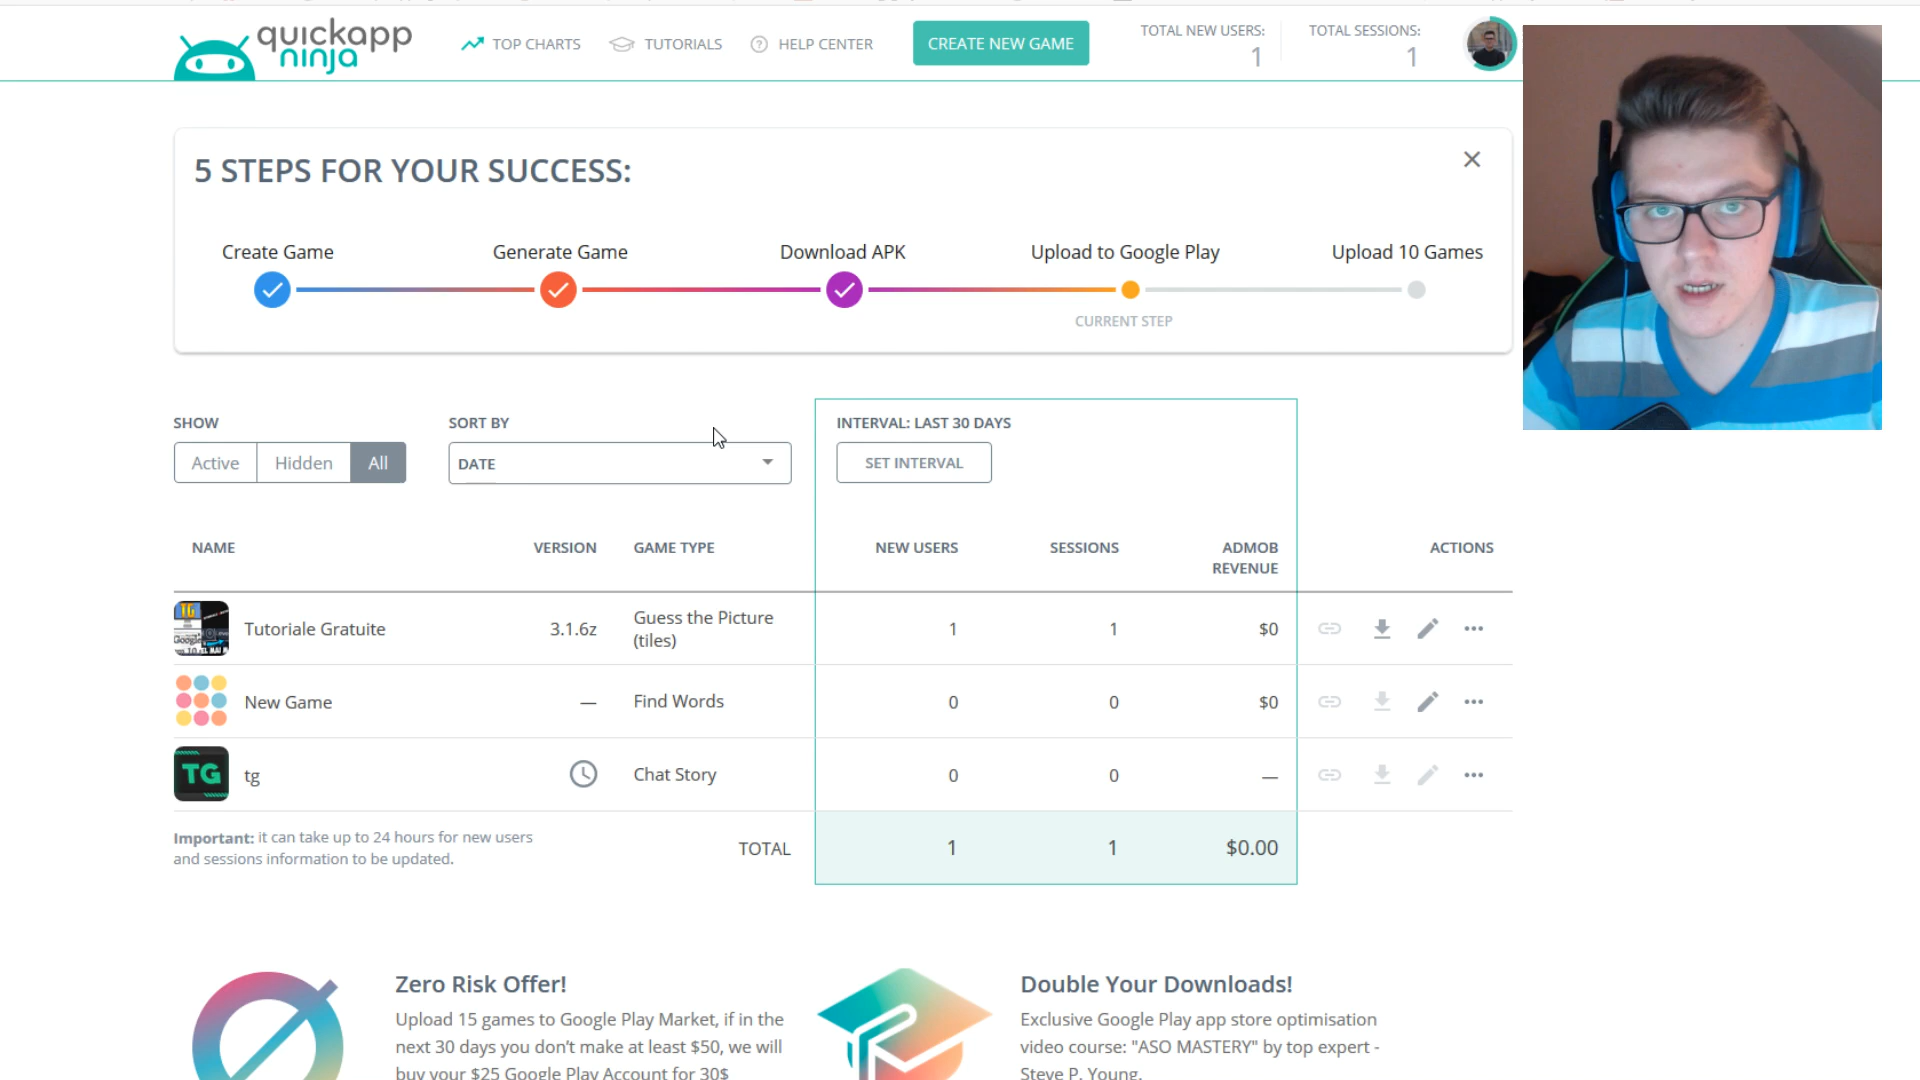 quickapp
ninja
TOP CHARTS
TUTORIALS
HELP CENTER
CREATE NEW GAME
TOTAL NEW USERS:
1
TOTAL SESSIONS:
1
5 STEPS FOR YOUR SUCCESS:
Create Game
Generate Game
Download APK
Upload to Google Play
Upload 10 Games
CURRENT STEP
SHOW
SORT BY
INTERVAL: LAST 30 DAYS
Active
Hidden
All
DATE
SET INTERVAL
NAME
VERSION
GAME TYPE
NEW USERS
SESSIONS
ADMOB
REVENUE
ACTIONS
Tutoriale Gratuite
3.1.6z
Guess the Picture
(tiles)
1
1
$0
New Game
—
Find Words
0
0
$0
TG
tg
Chat Story
0
0
—
Important: it can take up to 24 hours for new users
and sessions information to be updated.
TOTAL
1
1
$0.00
Zero Risk Offer!
Upload 15 games to Google Play Market, if in the
next 30 days you don't make at least $50, we will
buy your $25 Google Play Account for 30$
Double Your Downloads!
Exclusive Google Play app store optimisation
video course: "ASO MASTERY" by top expert -
Steve P. Young.